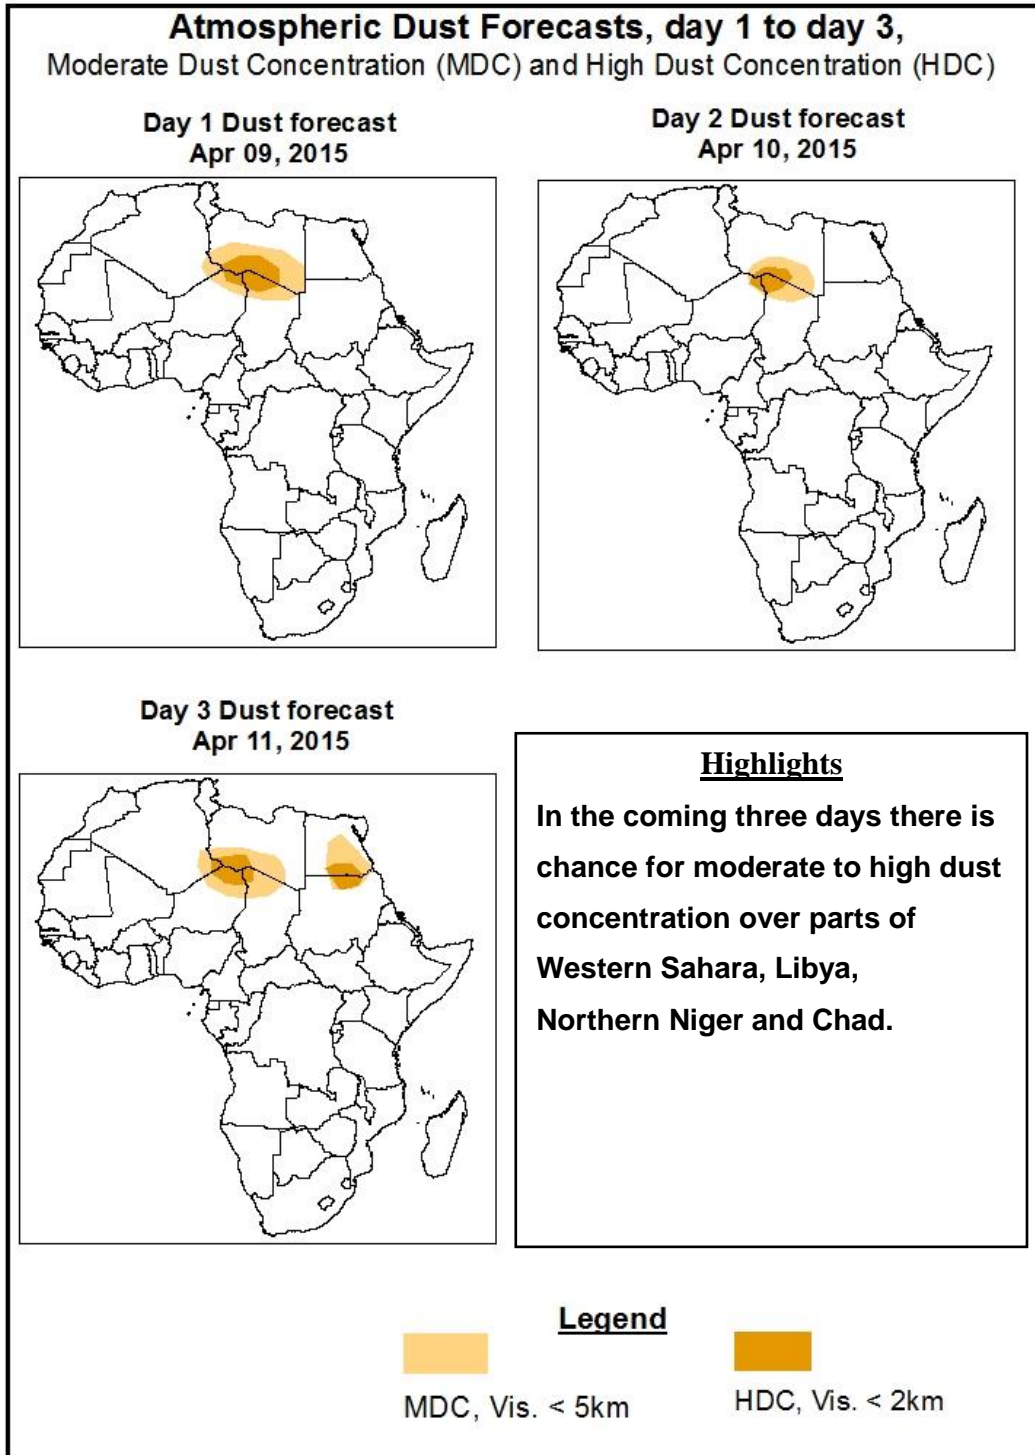 Atmospheric Dust Forecasts, day 1 to day 3,
Moderate Dust Concentration (MDC) and High Dust Concentration (HDC)
Day 1 Dust forecast
Apr 09, 2015
Day 2 Dust forecast
Apr 10, 2015
Day 3 Dust forecast
Apr 11, 2015
Highlights
In the coming three days there is
chance for moderate to high dust
concentration over parts of
Western Sahara, Libya,
Northern Niger and Chad.
Legend
MDC, Vis. < 5km
HDC, Vis. < 2km